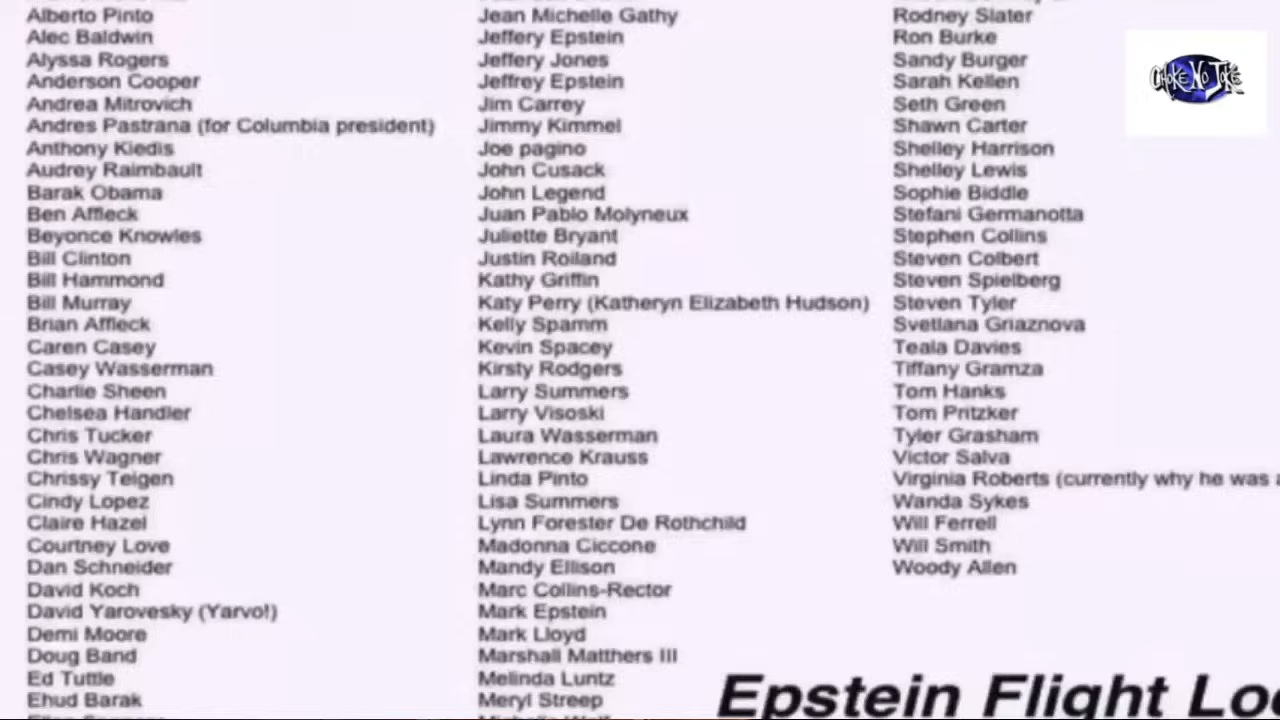 Alberto Pinto
Alec Baldwin
Alyssa Rogers
Anderson Cooper
Andrea Mitrovich
Andres Pastrana (for Columbia president)
Anthony Kiedis
Audrey Raimbault
Barak Obama
Ben Affleck
Beyonce Knowles
Bill Clinton
Bill Hammond
Bill Murray
Brian Affleck
Caren Casey
Casey Wasserman
Charlie Sheen
Chelsea Handler
Chris Tucker
Chris Wagner
Chrissy Teigen
Cindy Lopez
Claire Hazel
Courtney Love
Dan Schneider
David Koch
David Yarovesky (Yarvo!)
Demi Moore
Doug Band
Ed Tuttle
Ehud Barak
Jean Michelle Gathy
Jeffery Epstein
Jeffery Jones
Jeffrey Epstein
Jim Carrey
Jimmy Kimmel
Joe pagino
John Cusack
John Legend
Juan Pablo Molyneux
Juliette Bryant
Justin Roiland
Kathy Griffin
Katy Perry (Katheryn Elizabeth Hudson)
Kelly Spamm
Kevin Spacey
Kirsty Rodgers
Larry Summers
Larry Visoski
Laura Wasserman
Lawrence Krauss
Linda Pinto
Lisa Summers
Lynn Forester De Rothchild
Madonna Ciccone
Mandy Ellison
Marc Collins-Rector
Mark Epstein
Mark Lloyd
Marshall Matthers III
Melinda Luntz
Meryl Streep
Rodney Slater
Ron Burke
Sandy Burger
Sarah Kellen
Seth Green
Shawn Carter
Shelley Harrison
Shelley Lewis
Sophie Biddle
Stefani Germanotta
Stephen Collins
Steven Colbert
Steven Spielberg
Steven Tyler
Svetlana Griaznova
Teala Davies
Tiffany Gramza
Tom Hanks
Tom Pritzker
Tyler Grasham
Victor Salva
Virginia Roberts (currently why he was
Wanda Sykes
Will Ferrell
Will Smith
Woody Allen
Choke No Joke
Epstein Flight Lo